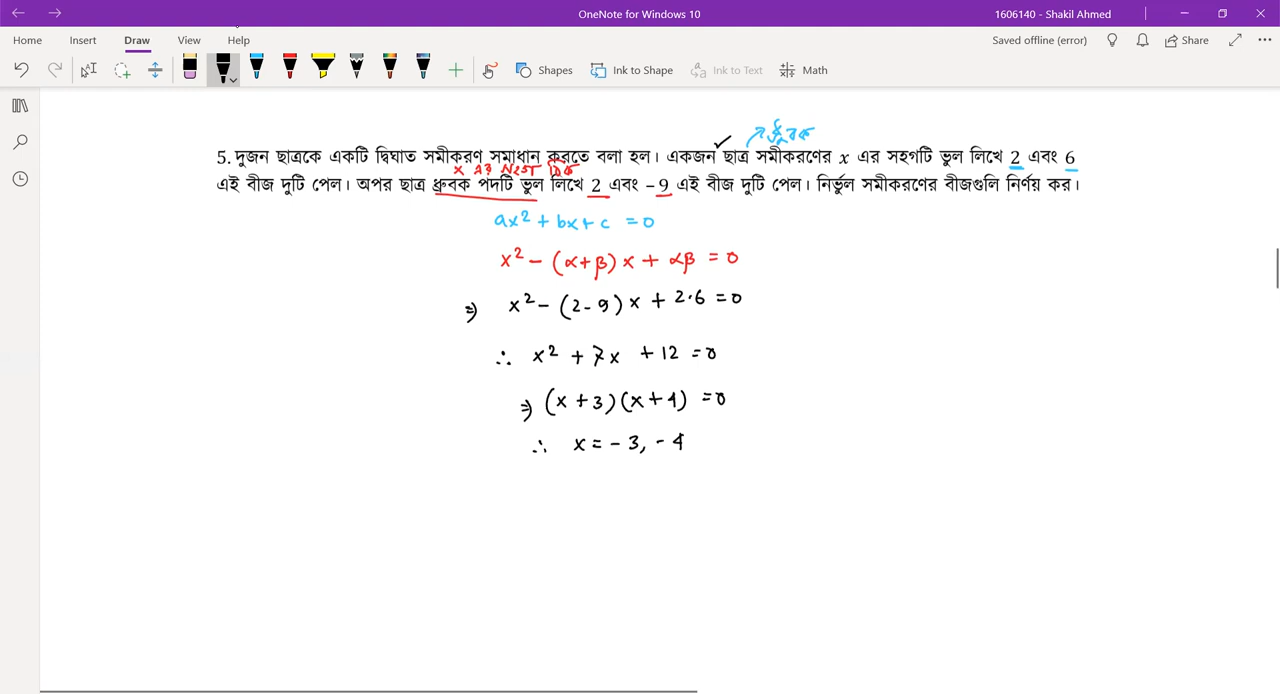 OneNote for Windows 10
1606140 - Shakil Ahmed
Home Insert Draw View Help
Saved offline (error) Share
Shapes Ink to Shape Ink to Text Math
ধ্রুবক
5. দুজন ছাত্রকে একটি দ্বিঘাত সমীকরণ সমাধান করতে বলা হল। একজন ছাত্র সমীকরণের x এর সহগটি ভুল লিখে 2 এবং 6
x এর সহগ ঠিক
এই বীজ দুটি পেল। অপর ছাত্র ধ্রুবক পদটি ভুল লিখে 2 এবং −9 এই বীজ দুটি পেল। নির্ভুল সমীকরণের বীজগুলি নির্ণয় কর।
ax² + bx + c = 0
x² − (α+β) x + αβ = 0
⇒ x² − (2 - 9) x + 2·6 = 0
∴ x² + 7x + 12 = 0
⇒ (x + 3) (x + 4) = 0
∴ x = − 3, − 4